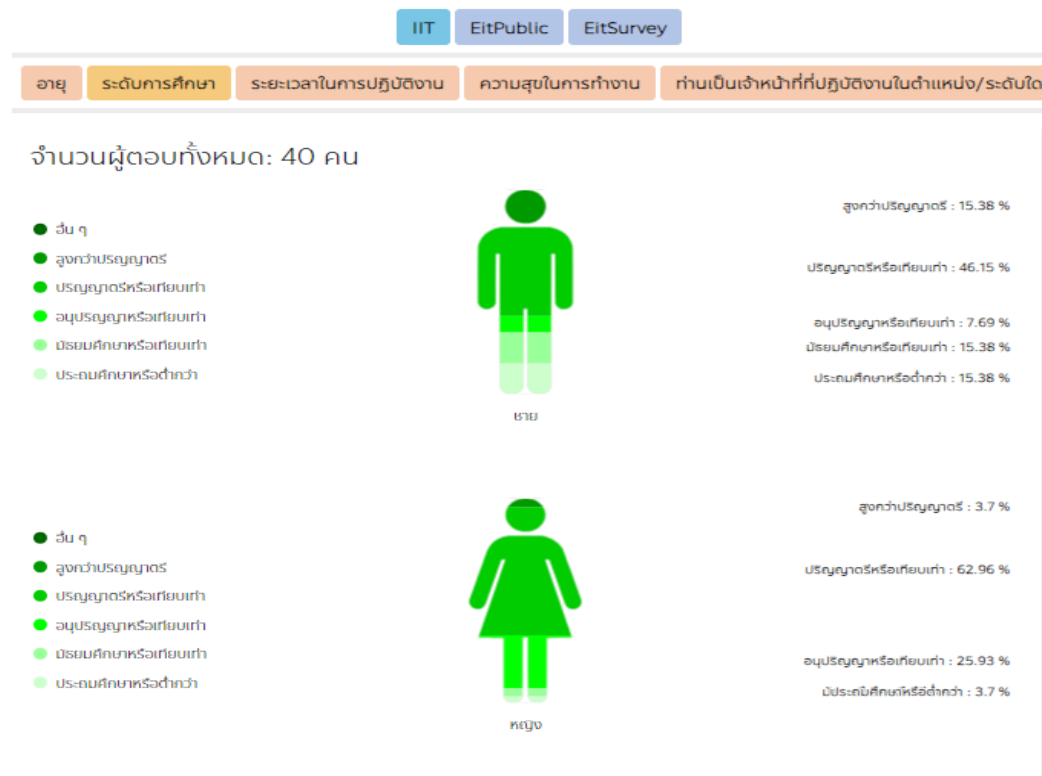 IIT EitPublic EitSurvey
อายุ ระดับการศึกษา ระยะเวลาในการปฏิบัติงาน ความสุขในการทำงาน ท่านเป็นเจ้าหน้าที่ที่ปฏิบัติงานในตำแหน่ง/ระดับใด
จำนวนผู้ตอบทั้งหมด: 40 คน
อื่น ๆ
สูงกว่าปริญญาตรี
ปริญญาตรีหรือเทียบเท่า
อนุปริญญาหรือเทียบเท่า
มัธยมศึกษาหรือเทียบเท่า
ประถมศึกษาหรือต่ำกว่า
สูงกว่าปริญญาตรี : 15.38 %
ปริญญาตรีหรือเทียบเท่า : 46.15 %
อนุปริญญาหรือเทียบเท่า : 7.69 %
มัธยมศึกษาหรือเทียบเท่า : 15.38 %
ประถมศึกษาหรือต่ำกว่า : 15.38 %
ชาย
อื่น ๆ
สูงกว่าปริญญาตรี
ปริญญาตรีหรือเทียบเท่า
อนุปริญญาหรือเทียบเท่า
มัธยมศึกษาหรือเทียบเท่า
ประถมศึกษาหรือต่ำกว่า
สูงกว่าปริญญาตรี : 3.7 %
ปริญญาตรีหรือเทียบเท่า : 62.96 %
อนุปริญญาหรือเทียบเท่า : 25.93 %
: 3.7 %
หญิง